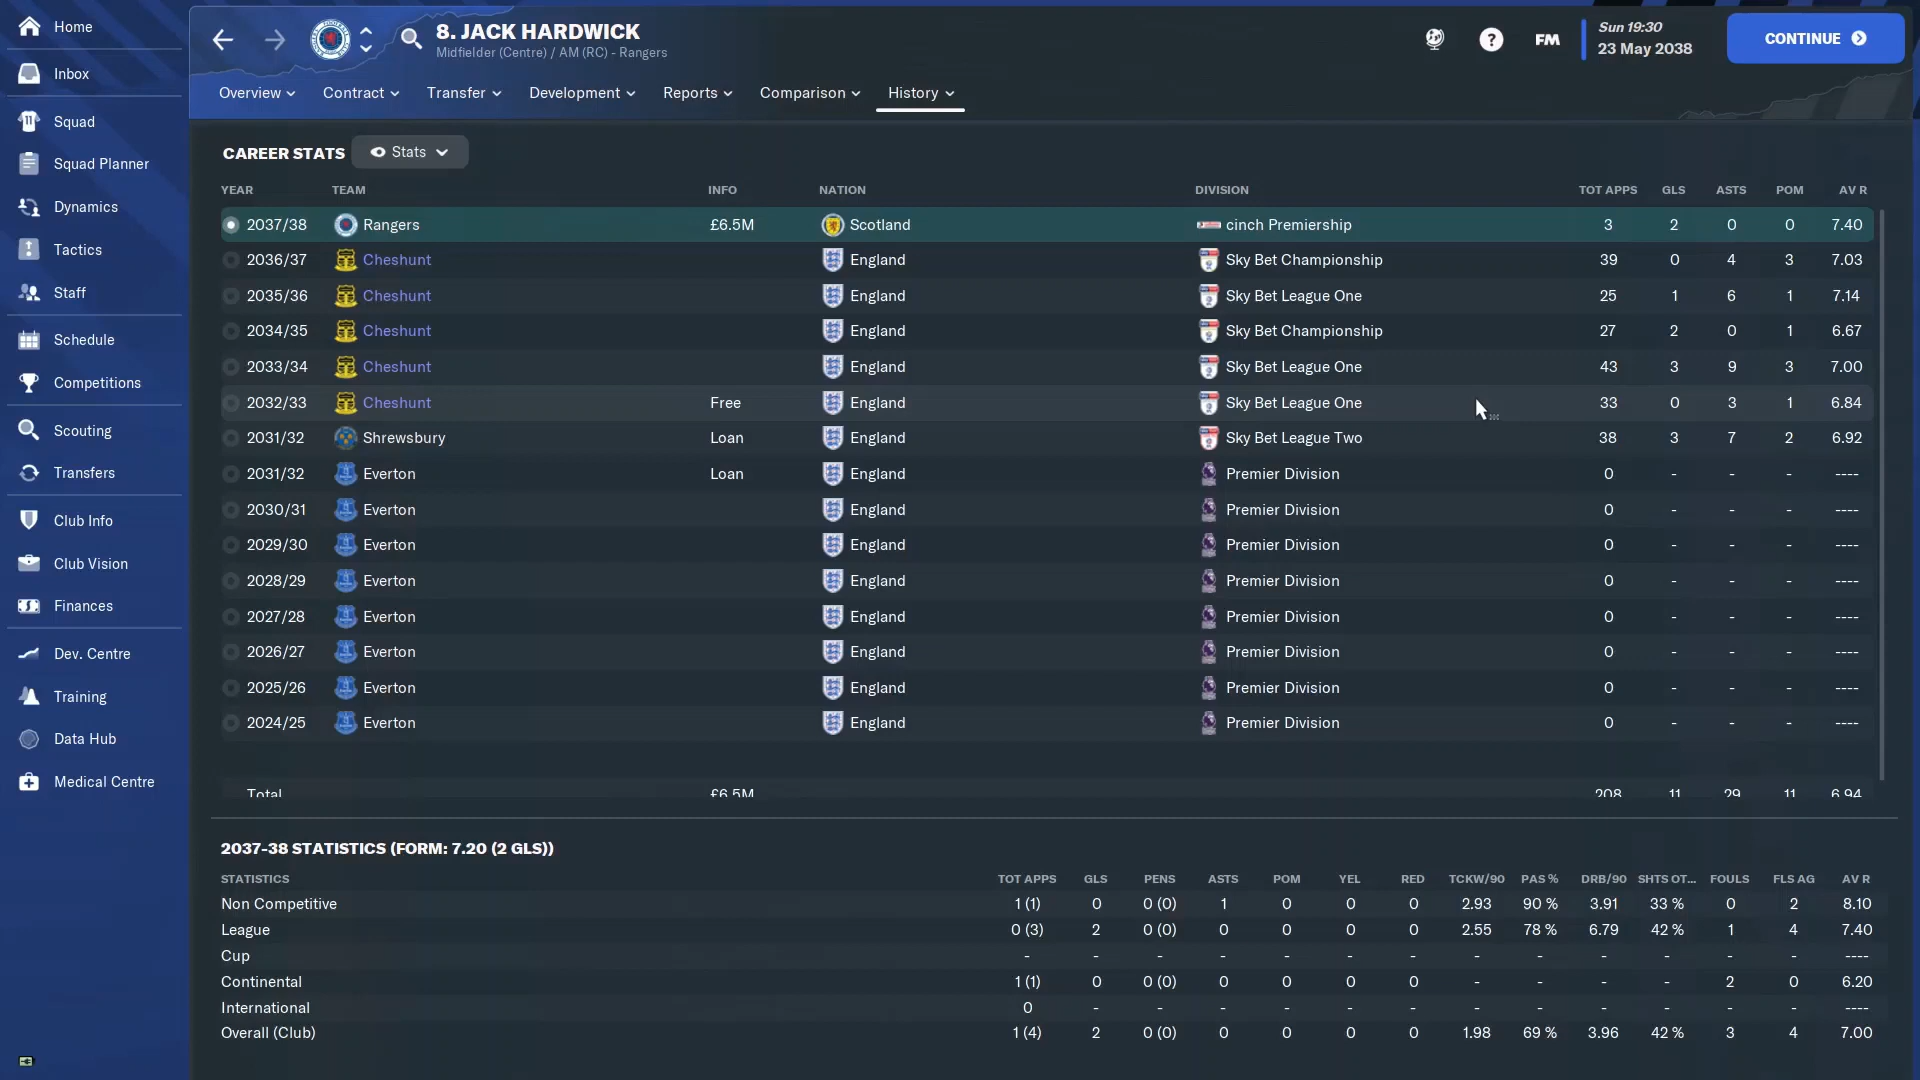 Home
Inbox
Squad
Squad Planner
Dynamics
Tactics
Staff
Schedule
Competitions
Scouting
Transfers
Club Info
Club Vision
Finances
Dev. Centre
Training
Data Hub
Medical Centre
8. JACK HARDWICK
Midfielder (Centre) / AM (RC) - Rangers
FM
Sun 19:30
23 May 2038
CONTINUE
Overview Contract Transfer Development Reports Comparison History
CAREER STATS Stats
YEAR TEAM INFO NATION DIVISION TOT APPS GLS ASTS POM AV R
2037/38 Rangers £6.5M Scotland cinch Premiership 3 2 0 0 7.40
2036/37 Cheshunt England Sky Bet Championship 39 0 4 3 7.03
2035/36 Cheshunt England Sky Bet League One 25 1 6 1 7.14
2034/35 Cheshunt England Sky Bet Championship 27 2 0 1 6.67
2033/34 Cheshunt England Sky Bet League One 43 3 9 3 7.00
2032/33 Cheshunt Free England Sky Bet League One 33 0 3 1 6.84
2031/32 Shrewsbury Loan England Sky Bet League Two 38 3 7 2 6.92
2031/32 Everton Loan England Premier Division 0 - - - ----
2030/31 Everton England Premier Division 0 - - - ----
2029/30 Everton England Premier Division 0 - - - ----
2028/29 Everton England Premier Division 0 - - - ----
2027/28 Everton England Premier Division 0 - - - ----
2026/27 Everton England Premier Division 0 - - - ----
2025/26 Everton England Premier Division 0 - - - ----
2024/25 Everton England Premier Division 0 - - - ----
Total £6.5M 208 11 29 11 6.94
2037-38 STATISTICS (FORM: 7.20 (2 GLS))
STATISTICS TOT APPS GLS PENS ASTS POM YEL RED TCKW/90 PAS % DRB/90 SHTS OT... FOULS FLS AG AV R
Non Competitive 1 (1) 0 0 (0) 1 0 0 0 2.93 90 % 3.91 33 % 0 2 8.10
League 0 (3) 2 0 (0) 0 0 0 0 2.55 78 % 6.79 42 % 1 4 7.40
Cup - - - - - - - - - - - - - ----
Continental 1 (1) 0 0 (0) 0 0 0 0 - - - - 2 0 6.20
International 0 - - - - - - - - - - - - ----
Overall (Club) 1 (4) 2 0 (0) 0 0 0 0 1.98 69 % 3.96 42 % 3 4 7.00